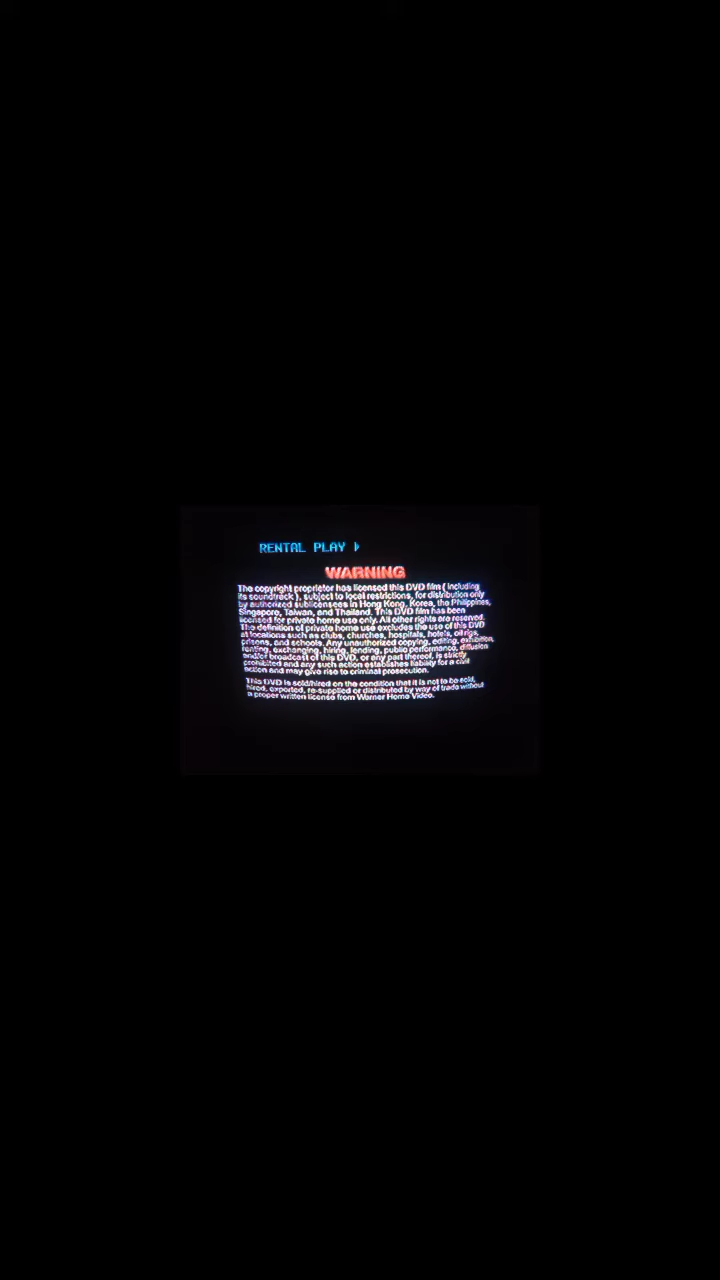 RENTAL PLAY
WARNING
The copyright proprietor has licensed this DVD film ( including
its soundtrack ), subject to local restrictions, for distribution only
by authorized sublicensees in Hong Kong, Korea, the Philippines,
Singapore, Taiwan, and Thailand. This DVD film has been
licensed for private home use only. All other rights are reserved.
The definition of private home use excludes the use of this DVD
at locations such as clubs, churches, hospitals, hotels, oil rigs,
prisons, and schools. Any unauthorized copying, editing, exhibition,
renting, exchanging, hiring, lending, public performance, diffusion
and/or broadcast of this DVD, or any part thereof, is strictly
prohibited and any such action establishes liability for a civil
action and may give rise to criminal prosecution.
This DVD is sold/hired on the condition that it is not to be sold,
hired, exported, re-supplied or distributed by way of trade without
a proper written license from Warner Home Video.